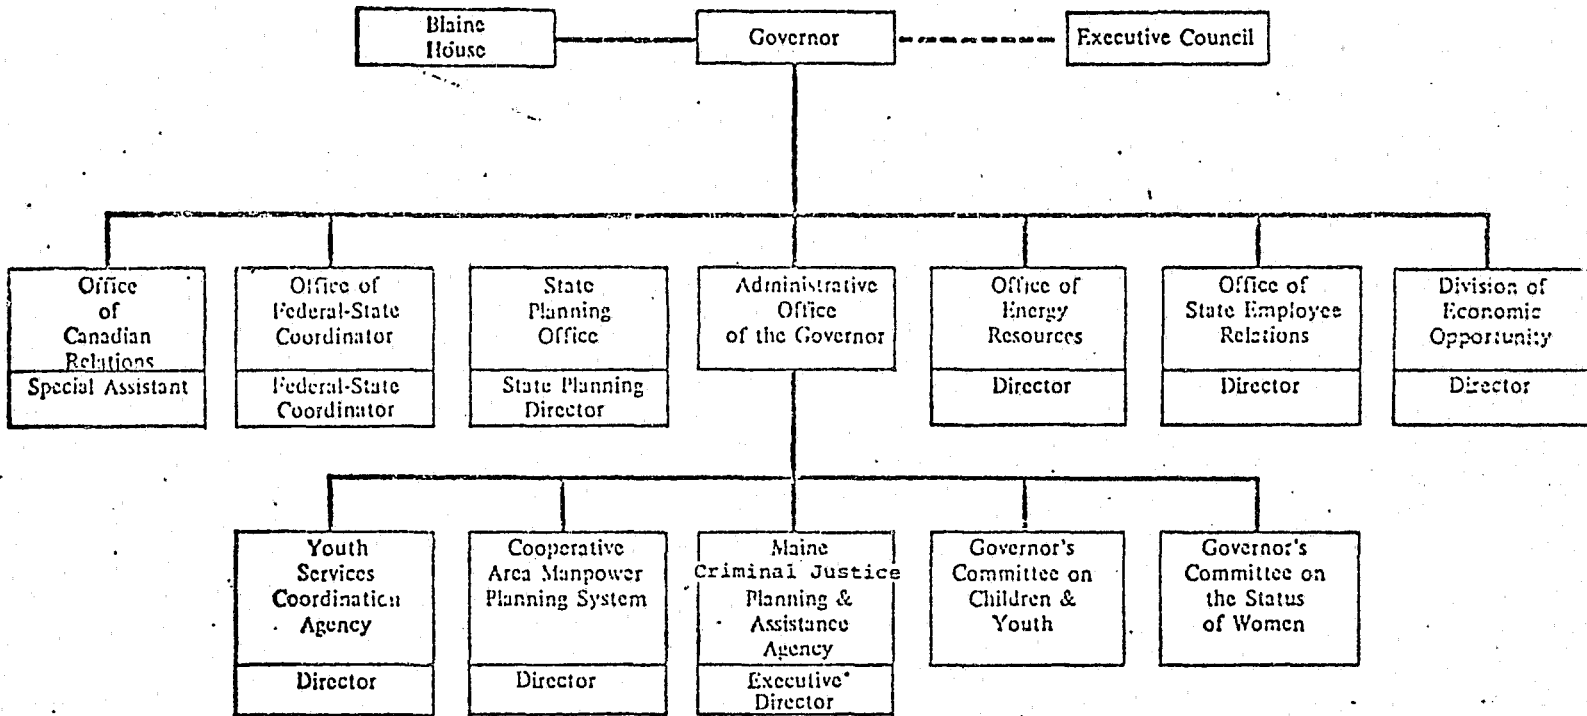 Blaine
House
Governor
Executive Council
Office
of
Canadian
Relations
Special Assistant
Office of
Federal-State
Coordinator
Federal-State
Coordinator
State
Planning
Office
State Planning
Director
Administrative
Office
of the Governor
Office of
Energy
Resources
Director
Office of
State Employee
Relations
Director
Division of
Economic
Opportunity
Director
Youth
Services
Coordination
Agency
Director
Cooperative
Area Manpower
Planning System
Director
Maine
Criminal Justice
Planning &
Assistance
Agency
Executive
Director
Governor's
Committee on
Children &
Youth
Governor's
Committee on
the Status
of Women